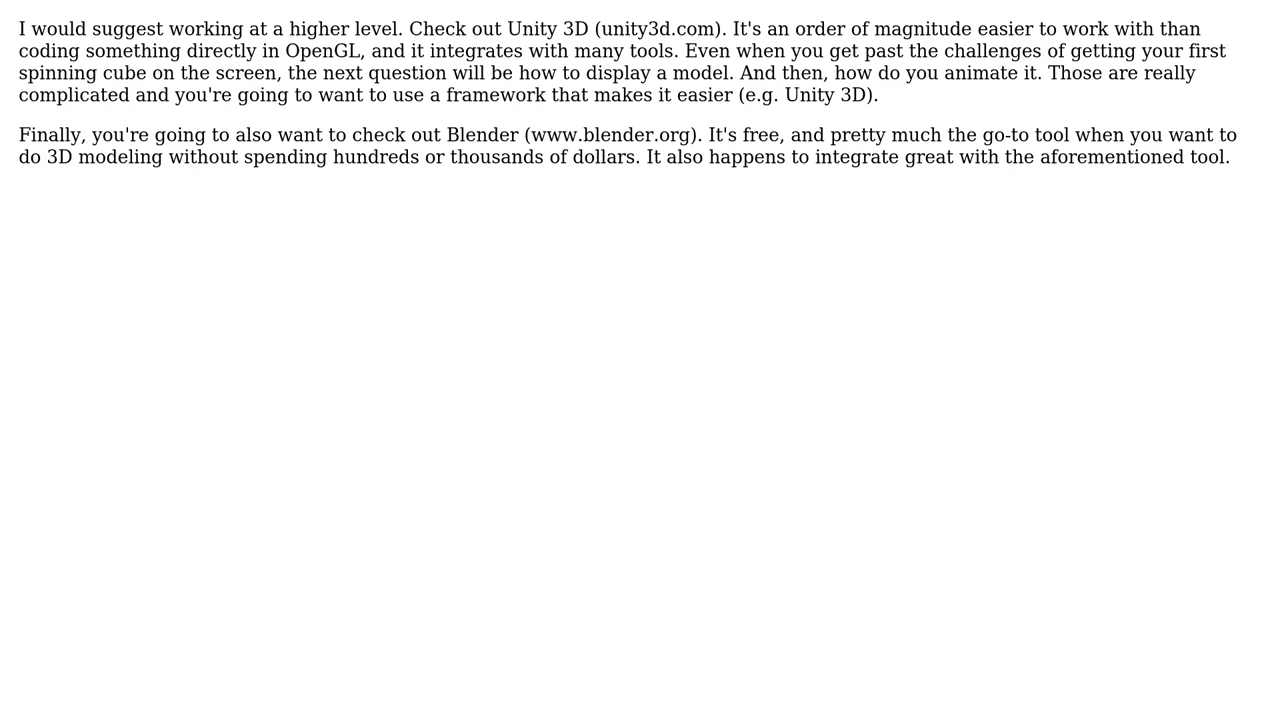 I would suggest working at a higher level. Check out Unity 3D (unity3d.com). It's an order of magnitude easier to work with than
coding something directly in OpenGL, and it integrates with many tools. Even when you get past the challenges of getting your first
spinning cube on the screen, the next question will be how to display a model. And then, how do you animate it. Those are really
complicated and you're going to want to use a framework that makes it easier (e.g. Unity 3D).
Finally, you're going to also want to check out Blender (www.blender.org). It's free, and pretty much the go-to tool when you want to
do 3D modeling without spending hundreds or thousands of dollars. It also happens to integrate great with the aforementioned tool.